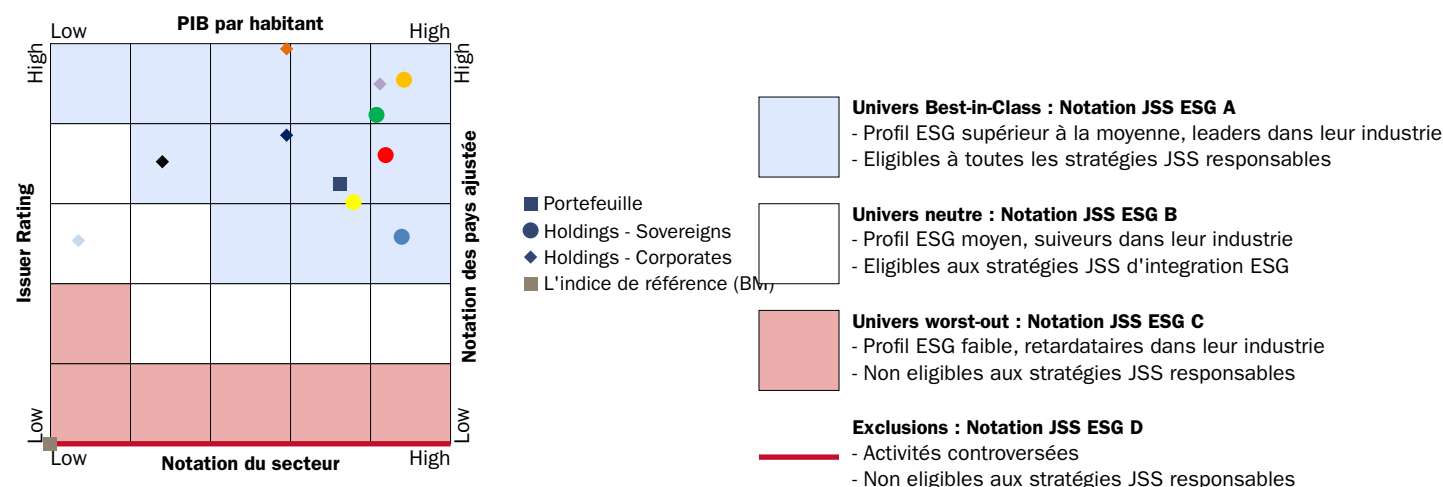 PIB par habitant
Low
High
High
High
Issuer Rating
Notation des pays ajustée
Low
Low
Low
High
Notation du secteur
Portefeuille
Holdings - Sovereigns
Holdings - Corporates
L'indice de référence (BM)
Univers Best-in-Class : Notation JSS ESG A
- Profil ESG supérieur à la moyenne, leaders dans leur industrie
- Eligibles à toutes les stratégies JSS responsables
Univers neutre : Notation JSS ESG B
- Profil ESG moyen, suiveurs dans leur industrie
- Eligibles aux stratégies JSS d'integration ESG
Univers worst-out : Notation JSS ESG C
- Profil ESG faible, retardataires dans leur industrie
- Non eligibles aux stratégies JSS responsables
Exclusions : Notation JSS ESG D
- Activités controversées
- Non eligibles aux stratégies JSS responsables